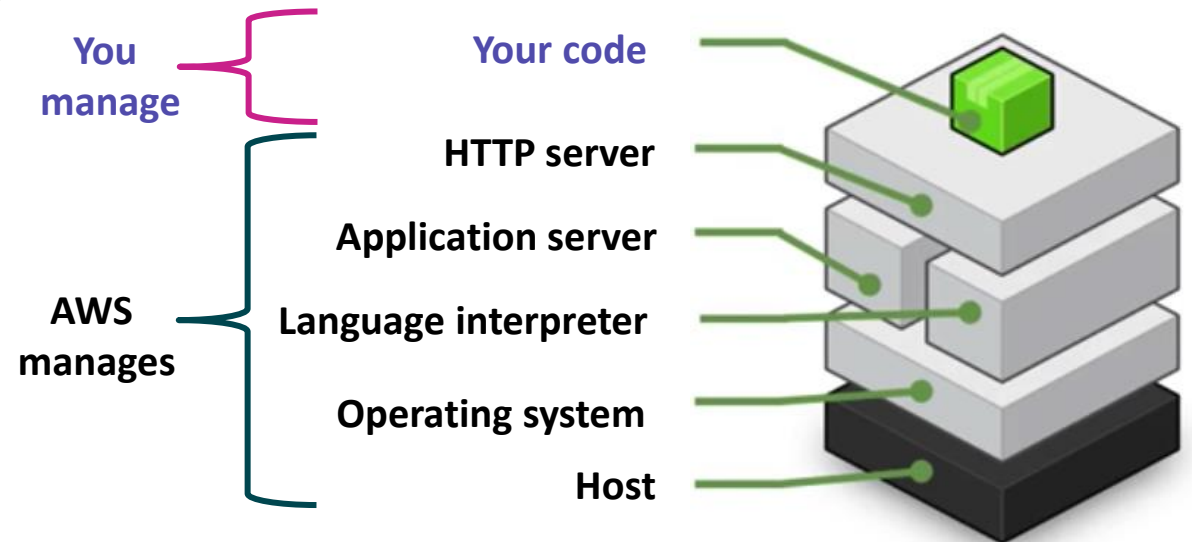 You
manage
Your code
HTTP server
Application server
AWS
manages
Language interpreter
Operating system
Host